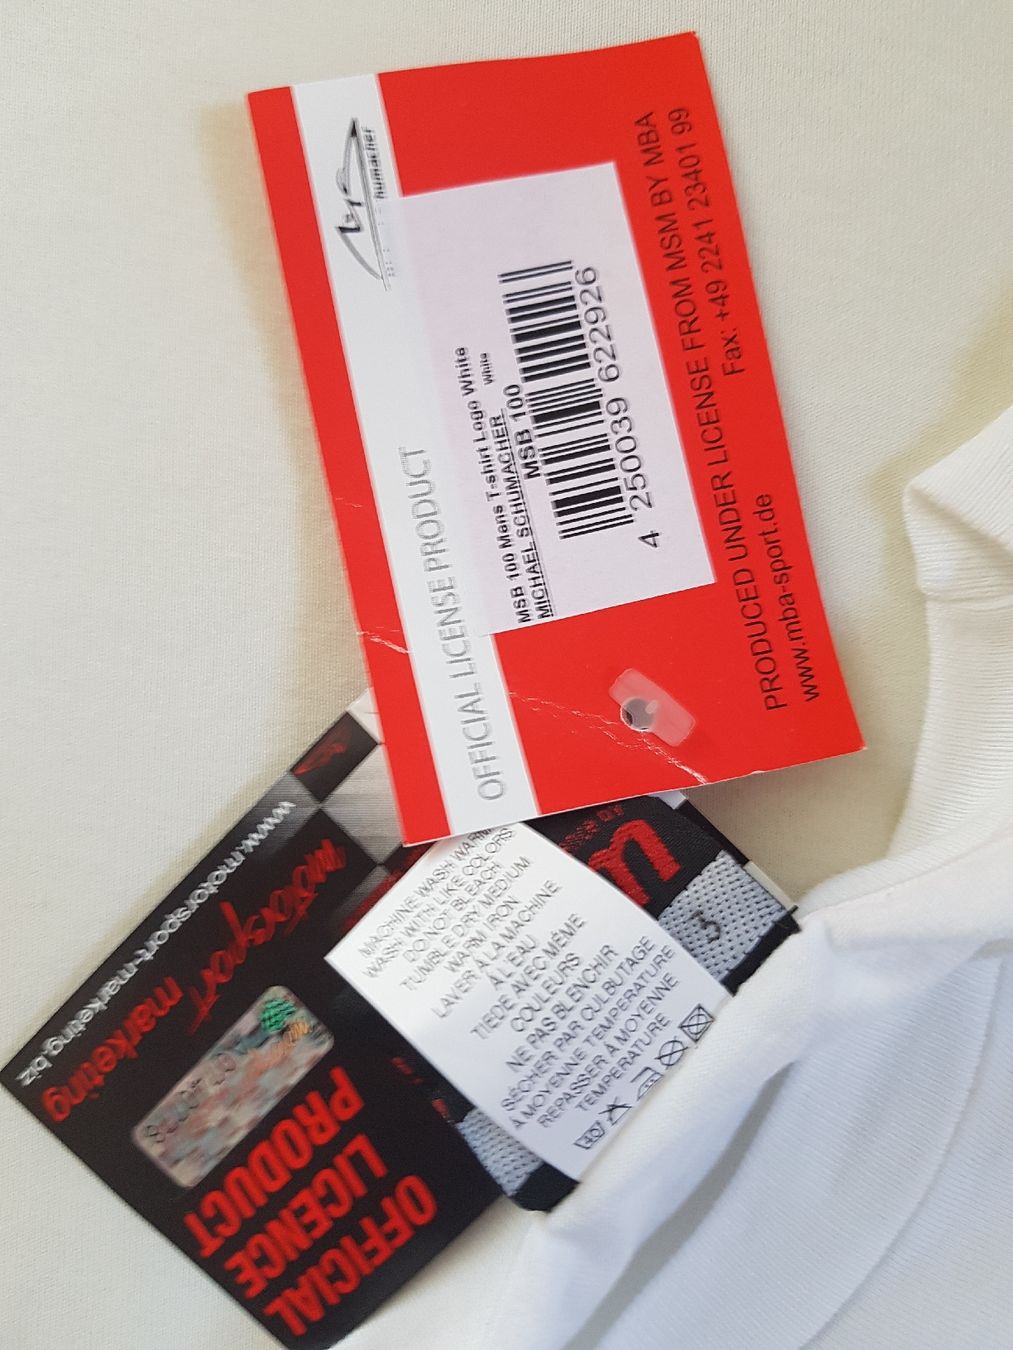 OFFICIAL LICENSE PRODUCT
MSB 100 Mens T-shirt Logo White
White
MICHAEL SCHUMACHER
MSB 100
4 250039 622926
PRODUCED UNDER LICENSE FROM MSM BY MBA
www.mba-sport.de
Fax: +49 2241 23401 99
MACHINE WASH WARM
WASH WITH LIKE COLORS
DO NOT BLEACH
TUMBLE DRY MEDIUM
WARM IRON
LAVER À LA MACHINE
À L EAU
TIEDE AVEC MÊME
COULEURS
NE PAS BLENCHIR
SÉCHER PAR CULBUTAGE
À MOYENNE TEMPERATURE
REPASSER À MOYENNE
TEMPERATURE
40
www.motorsport-marketing.biz
motorsport
marketing
OFFICIAL
LICENCE
PRODUCT